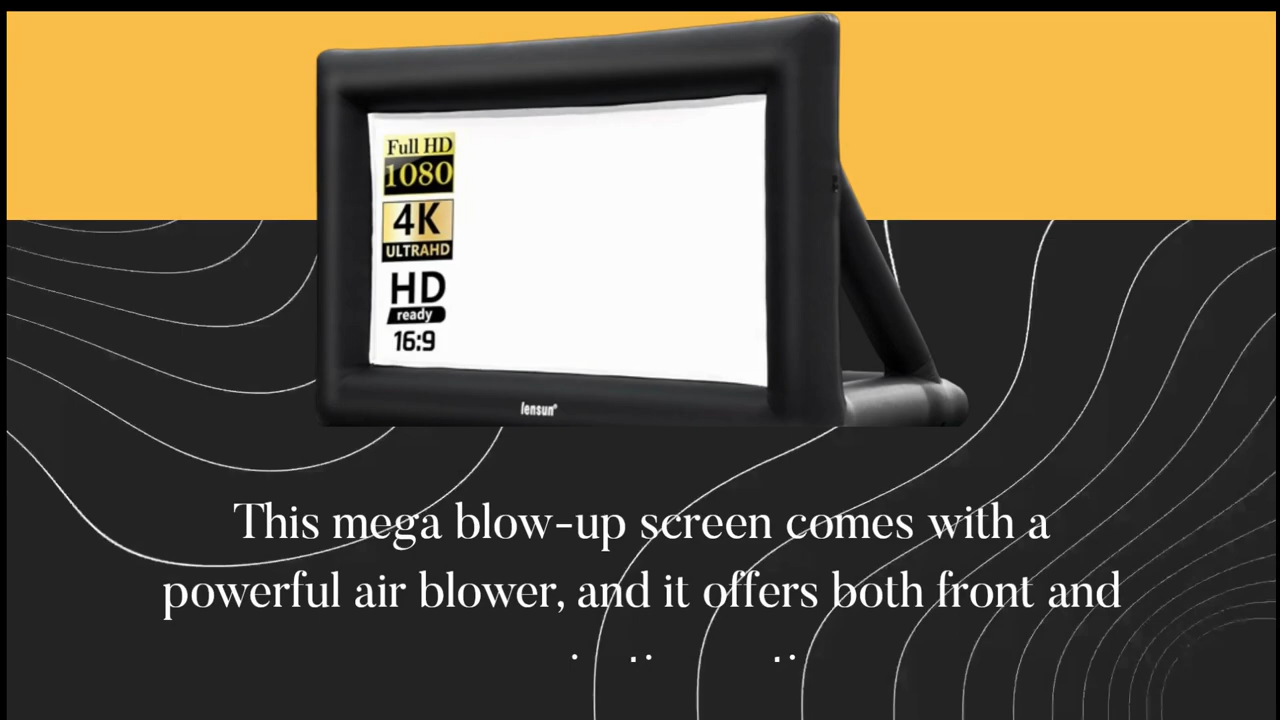 Full HD
1080
4K
ULTRAHD
HD
ready
16:9
lensun®
This mega blow-up screen comes with a
powerful air blower, and it offers both front and